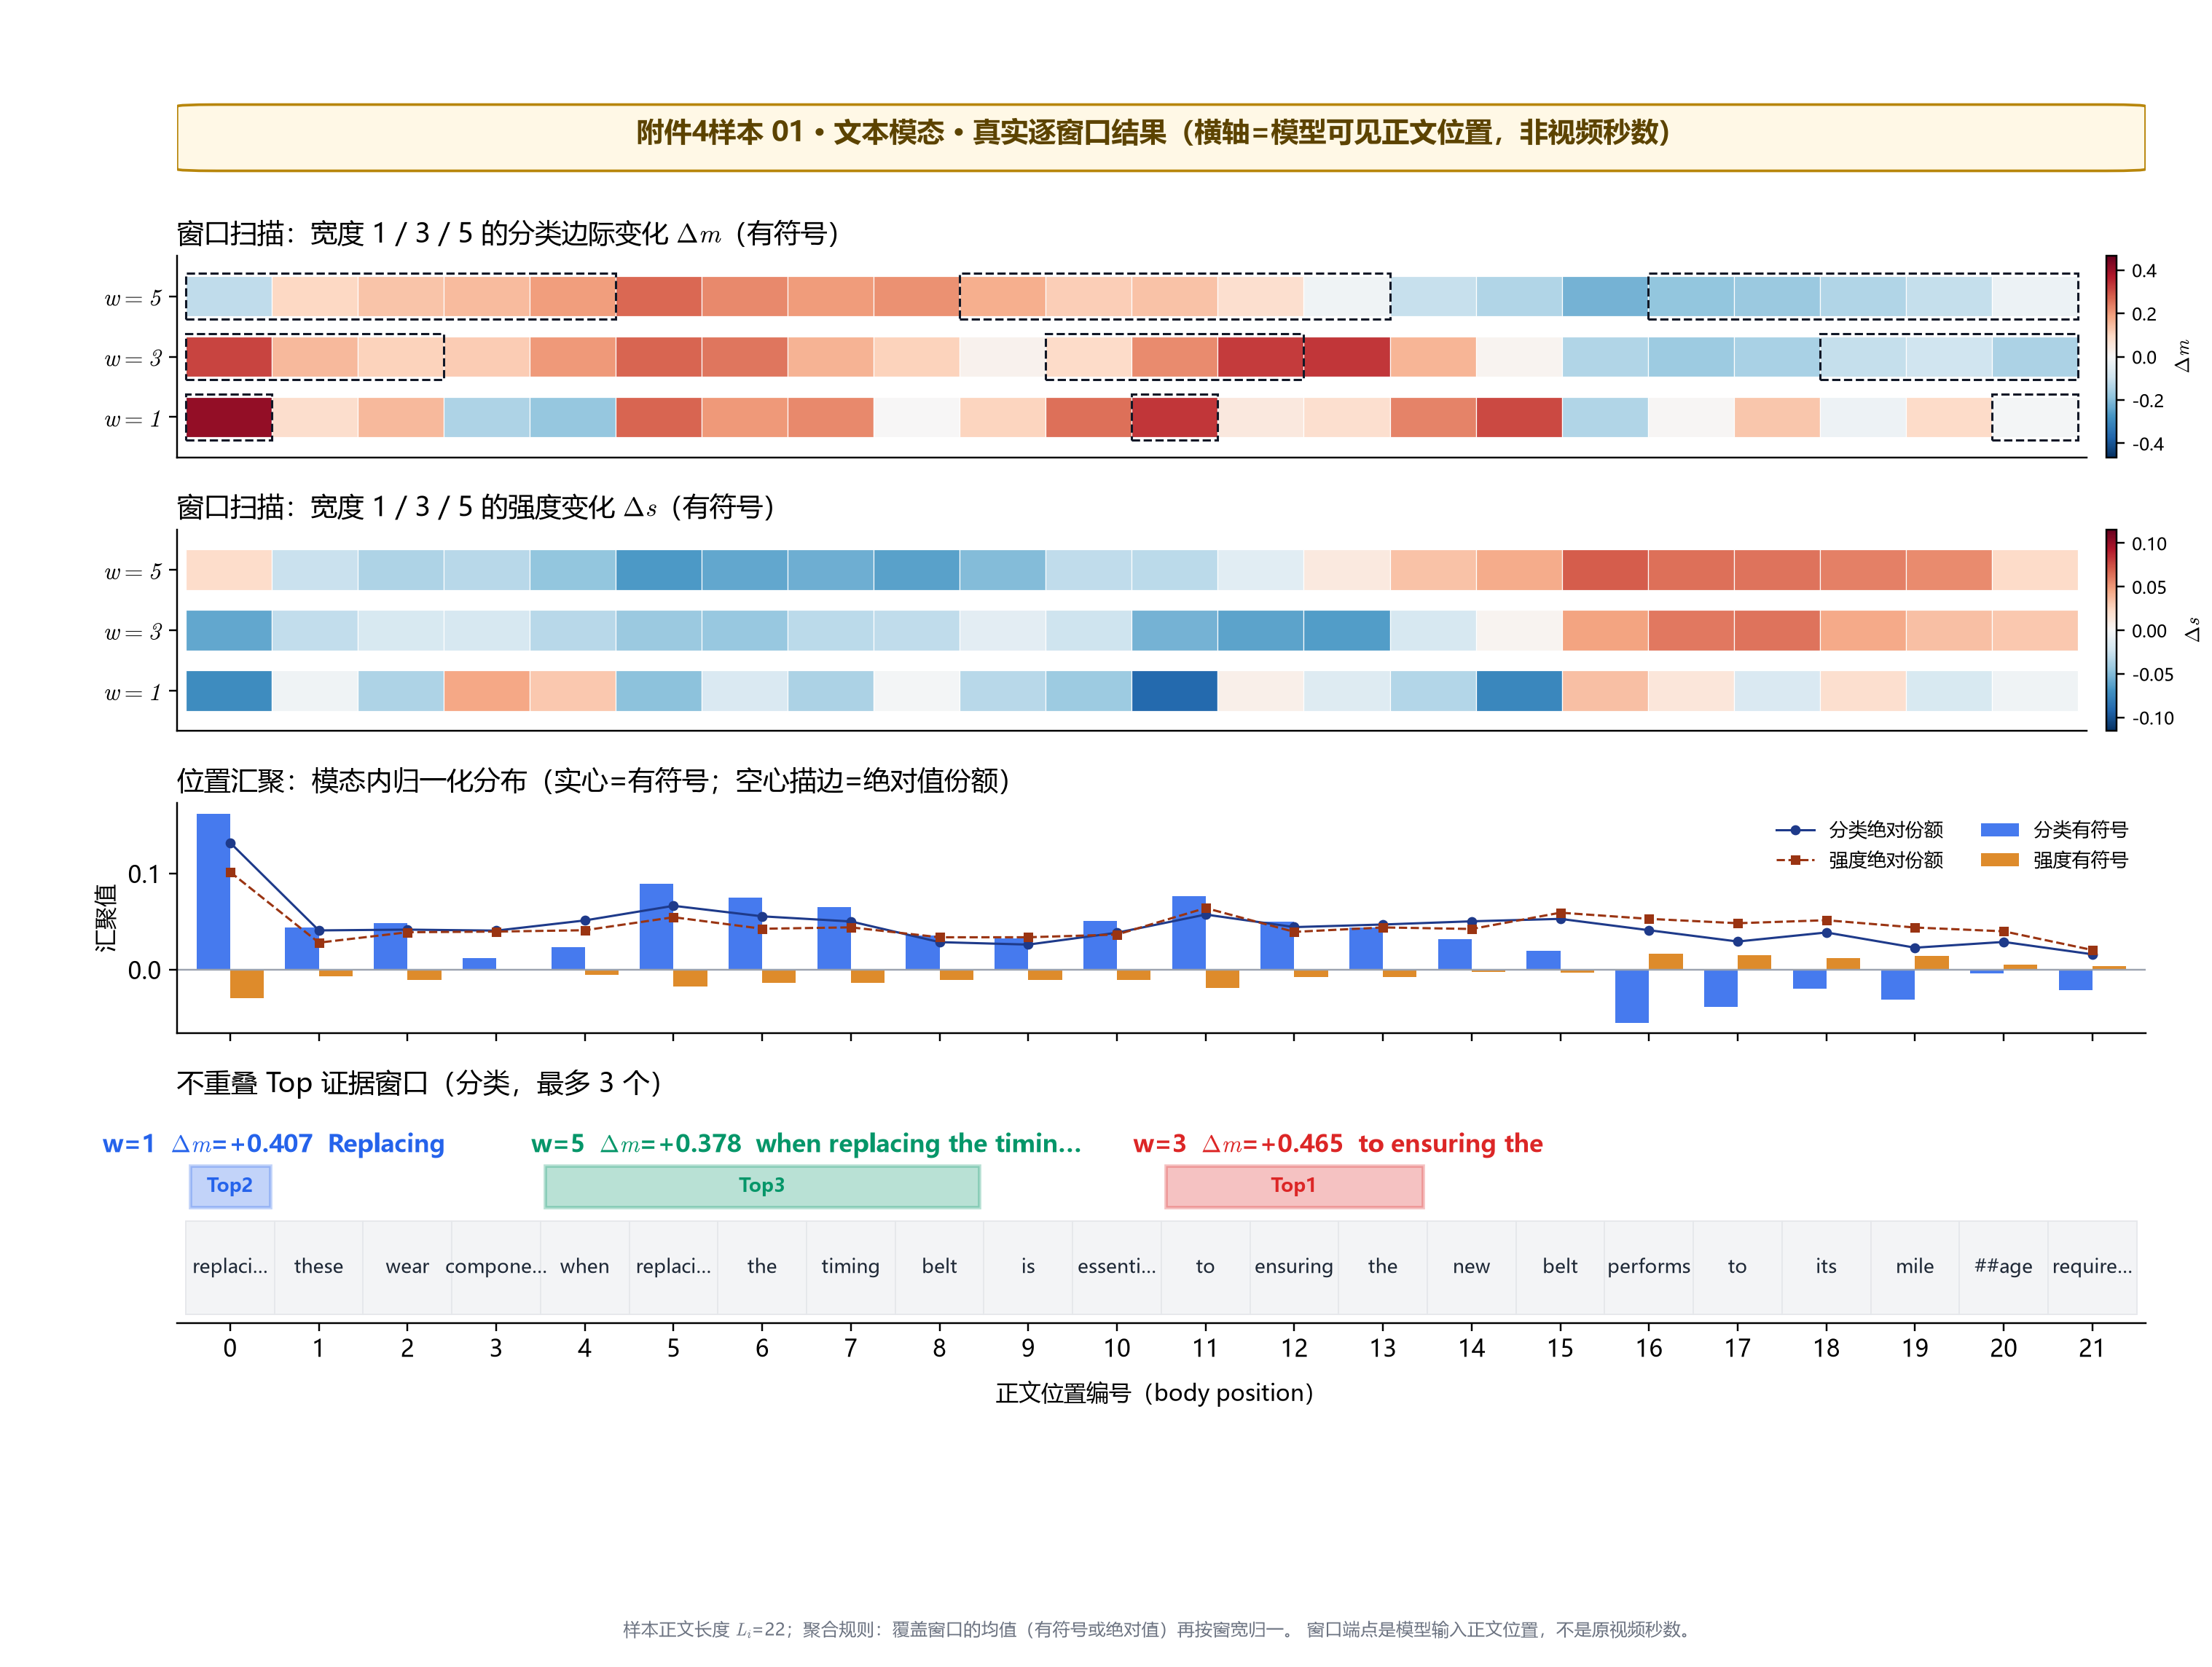 附件4样本 01 • 文本模态 • 真实逐窗口结果（横轴=模型可见正文位置，非视频秒数）
窗口扫描：宽度 1 / 3 / 5 的分类边际变化 Δm（有符号）
w = 5
w = 3
w = 1
0.4
0.2
0.0
-0.2
-0.4
Δm
窗口扫描：宽度 1 / 3 / 5 的强度变化 Δs（有符号）
w = 5
w = 3
w = 1
0.10
0.05
0.00
-0.05
-0.10
Δs
位置汇聚：模态内归一化分布（实心=有符号；空心描边=绝对值份额）
汇聚值
0.1
0.0
分类绝对份额 分类有符号
强度绝对份额 强度有符号
不重叠 Top 证据窗口（分类，最多 3 个）
w=1 Δm=+0.407 Replacing w=5 Δm=+0.378 when replacing the timin... w=3 Δm=+0.465 to ensuring the
Top2 Top3 Top1
replaci... these wear compone... when replaci... the timing belt is essenti... to ensuring the new belt performs to its mile ##age require...
0 1 2 3 4 5 6 7 8 9 10 11 12 13 14 15 16 17 18 19 20 21
正文位置编号（body position）
样本正文长度 Lᵢ=22；聚合规则：覆盖窗口的均值（有符号或绝对值）再按窗宽归一。 窗口端点是模型输入正文位置，不是原视频秒数。